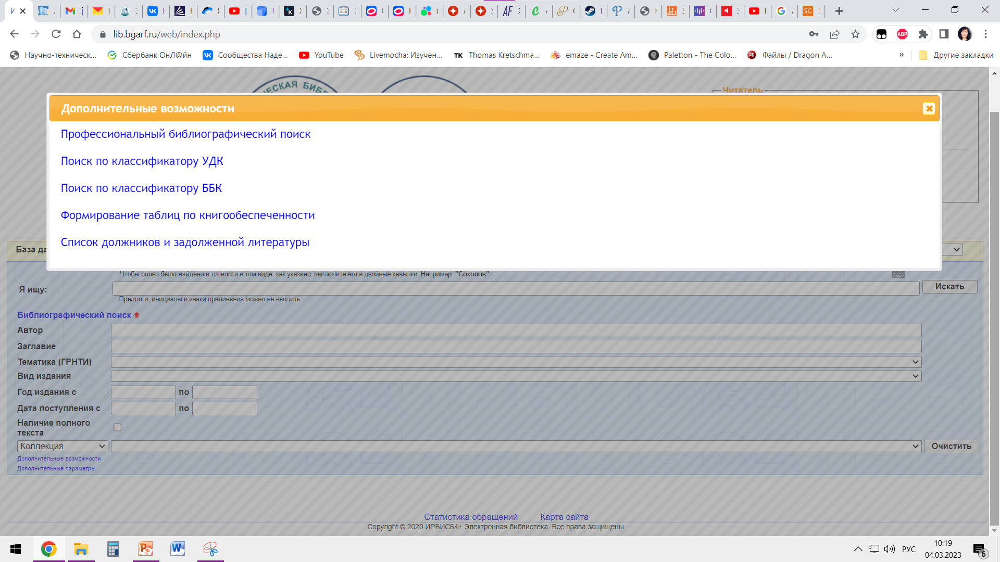 lib.bgarf.ru/web/index.php
Научно-техническ...
Сбербанк ОнЛ@йн
Сообщества Наде...
YouTube
Livemocha: Изучен...
Thomas Kretschma...
emaze - Create Am...
Paletton - The Colo...
Файлы / Dragon A...
»
Другие закладки
Читатель
Дополнительные возможности
Профессиональный библиографический поиск
Поиск по классификатору УДК
Поиск по классификатору ББК
Формирование таблиц по книгообеспеченности
Список должников и задолженной литературы
База да
Чтобы слово было найдено в точности в том виде, как указано, заключите его в двойные кавычки. Например: "Соколов"
Я ищу:
Искать
Предлоги, инициалы и знаки препинания можно не вводить
Библиографический поиск
Автор
Заглавие
Тематика (ГРНТИ)
Вид издания
Год издания с
по
Дата поступления с
по
Наличие полного
текста
Коллекция
Очистить
Дополнительные возможности
Дополнительные параметры
Статистика обращений Карта сайта
Copyright © 2020 ИРБИС64+ Электронная библиотека. Все права защищены.
РУС
10:19
04.03.2023
6